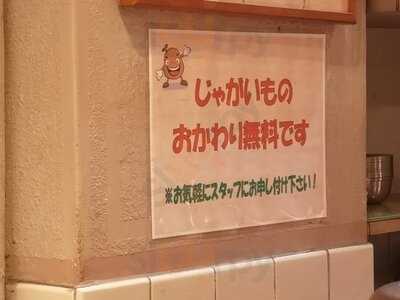 じゃがいもの
おかわり無料です
※お気軽にスタッフにお申し付け下さい！